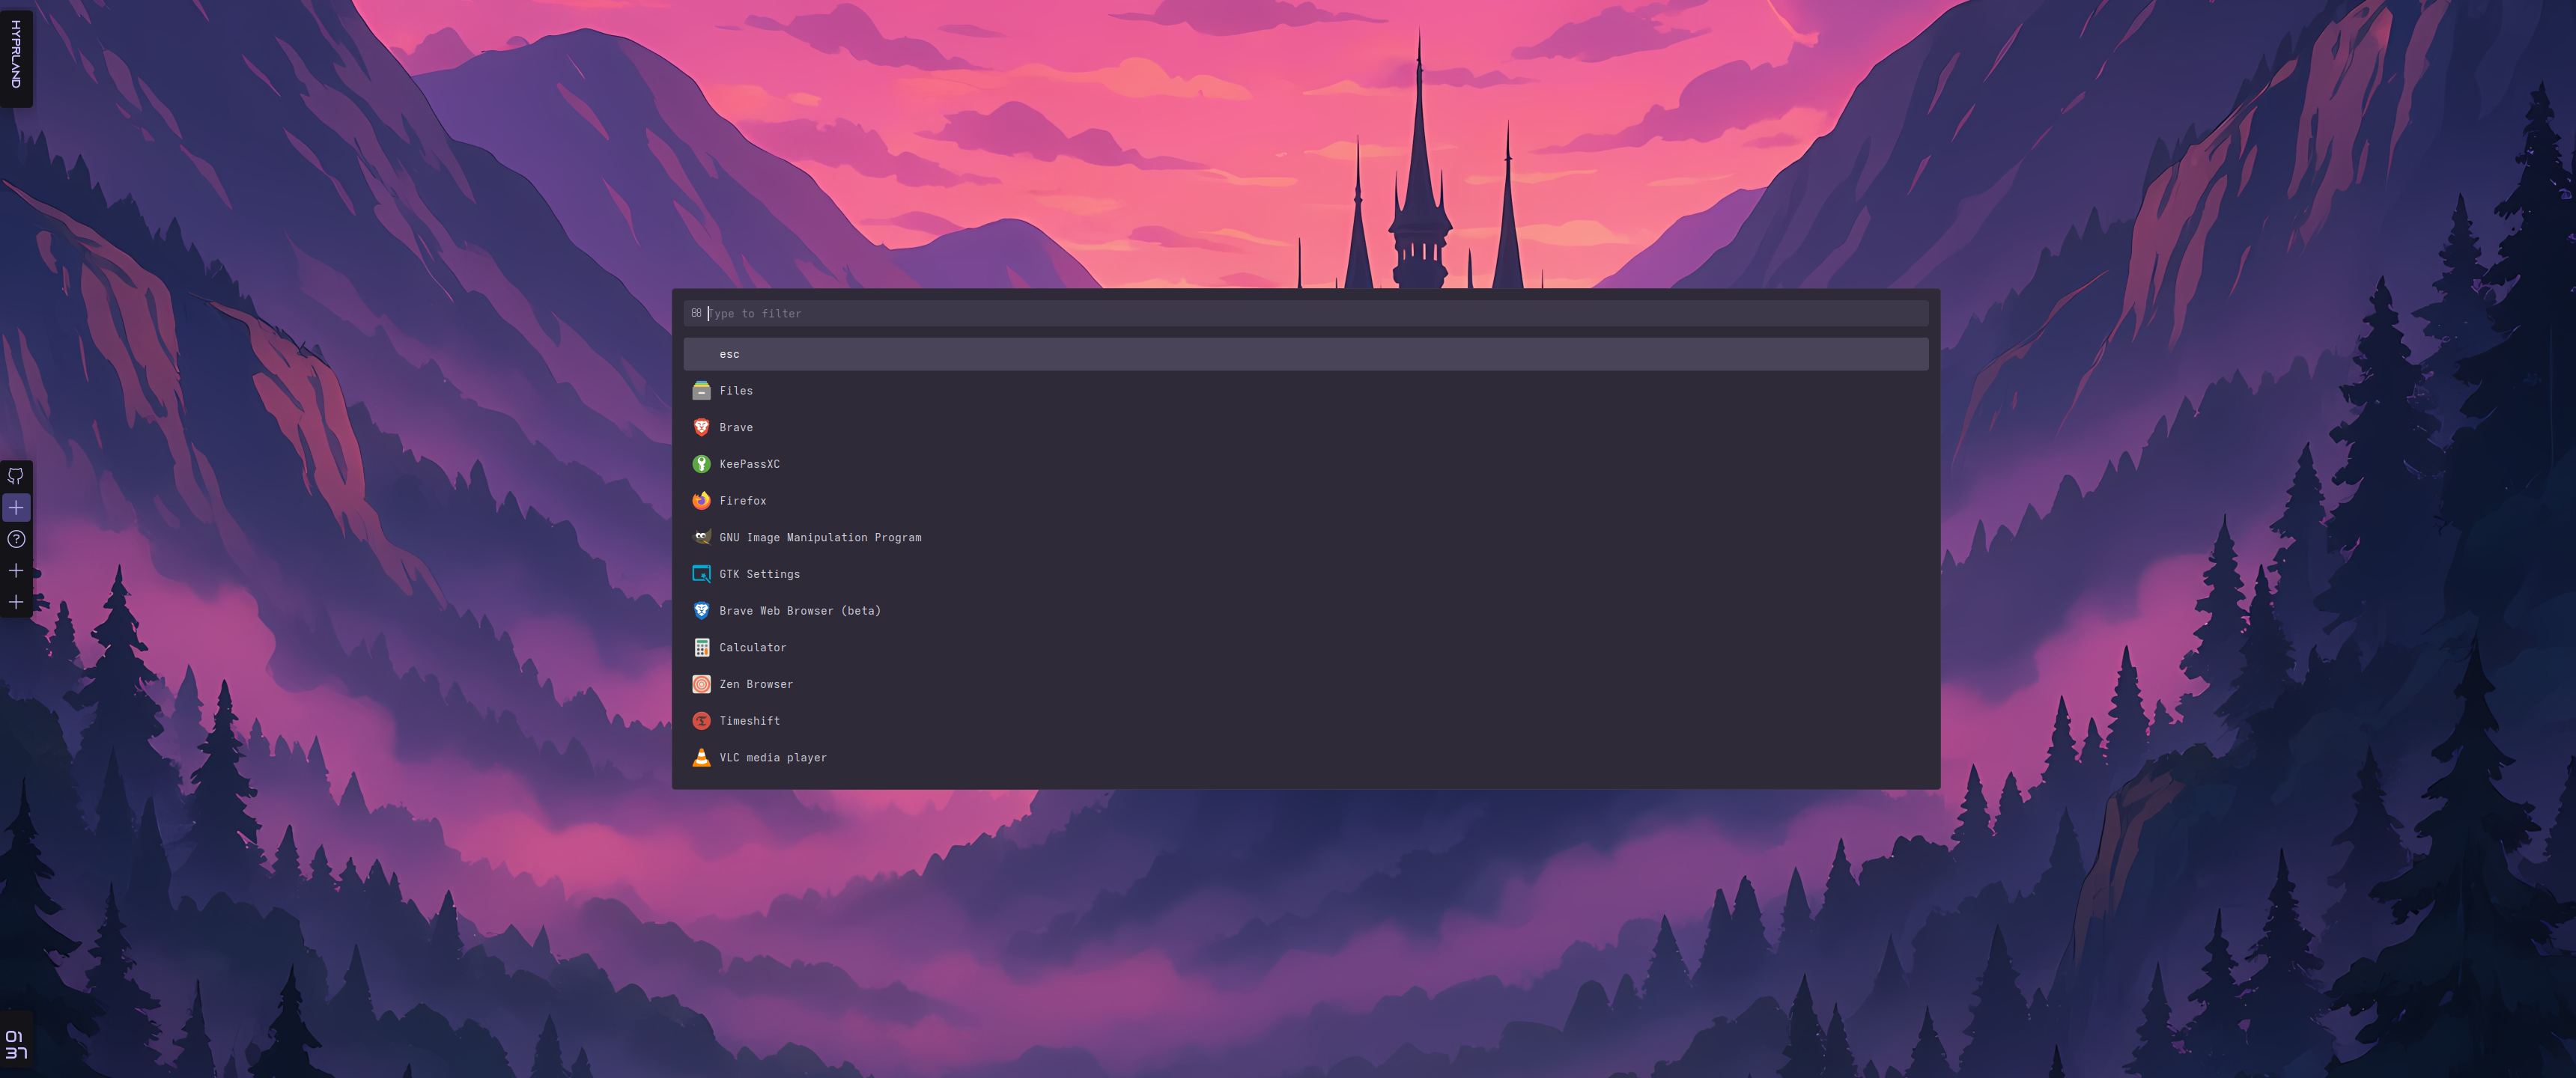 HYPRLAND
Type to filter
esc
Files
Brave
KeePassXC
Firefox
GNU Image Manipulation Program
GTK Settings
Brave Web Browser (beta)
Calculator
Zen Browser
Timeshift
VLC media player
01
37